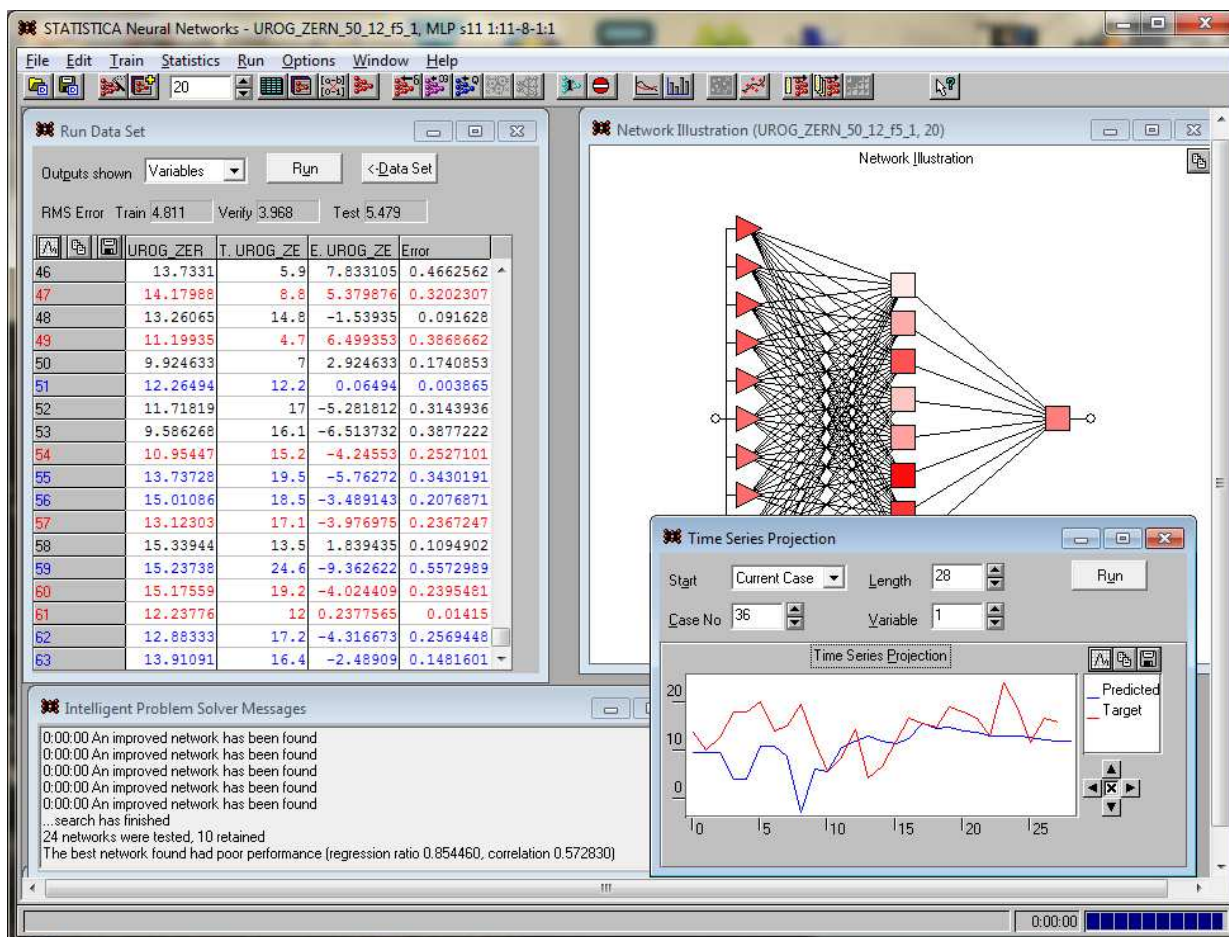 STATISTICA Neural Networks - UROG_ZERN_50_12_f5_1, MLP s11 1:11-8-1:1
File Edit Train Statistics Run Options Window Help
20
Run Data Set
Outputs shown Variables Run <-Data Set
RMS Error Train 4.811 Verify 3.968 Test 5.479
UROG_ZER T. UROG_ZE E. UROG_ZE Error
46 13.7331 5.9 7.833105 0.4662562
47 14.17988 8.8 5.379876 0.3202307
48 13.26065 14.8 -1.53935 0.091628
49 11.19935 4.7 6.499353 0.3868662
50 9.924633 7 2.924633 0.1740853
51 12.26494 12.2 0.06494 0.003865
52 11.71819 17 -5.281812 0.3143936
53 9.586268 16.1 -6.513732 0.3877222
54 10.95447 15.2 -4.24553 0.2527101
55 13.73728 19.5 -5.76272 0.3430191
56 15.01086 18.5 -3.489143 0.2076871
57 13.12303 17.1 -3.976975 0.2367247
58 15.33944 13.5 1.839435 0.1094902
59 15.23738 24.6 -9.362622 0.5572989
60 15.17559 19.2 -4.024409 0.2395481
61 12.23776 12 0.2377565 0.01415
62 12.88333 17.2 -4.316673 0.2569448
63 13.91091 16.4 -2.48909 0.1481601
Network Illustration (UROG_ZERN_50_12_f5_1, 20)
Network Illustration
Time Series Projection
Start Current Case Length 28 Run
Case No 36 Variable 1
Time Series Projection
Predicted
Target
20
10
0
0 5 10 15 20 25
Intelligent Problem Solver Messages
0:00:00 An improved network has been found
0:00:00 An improved network has been found
0:00:00 An improved network has been found
0:00:00 An improved network has been found
0:00:00 An improved network has been found
...search has finished
24 networks were tested, 10 retained
The best network found had poor performance (regression ratio 0.854460, correlation 0.572830)
0:00:00